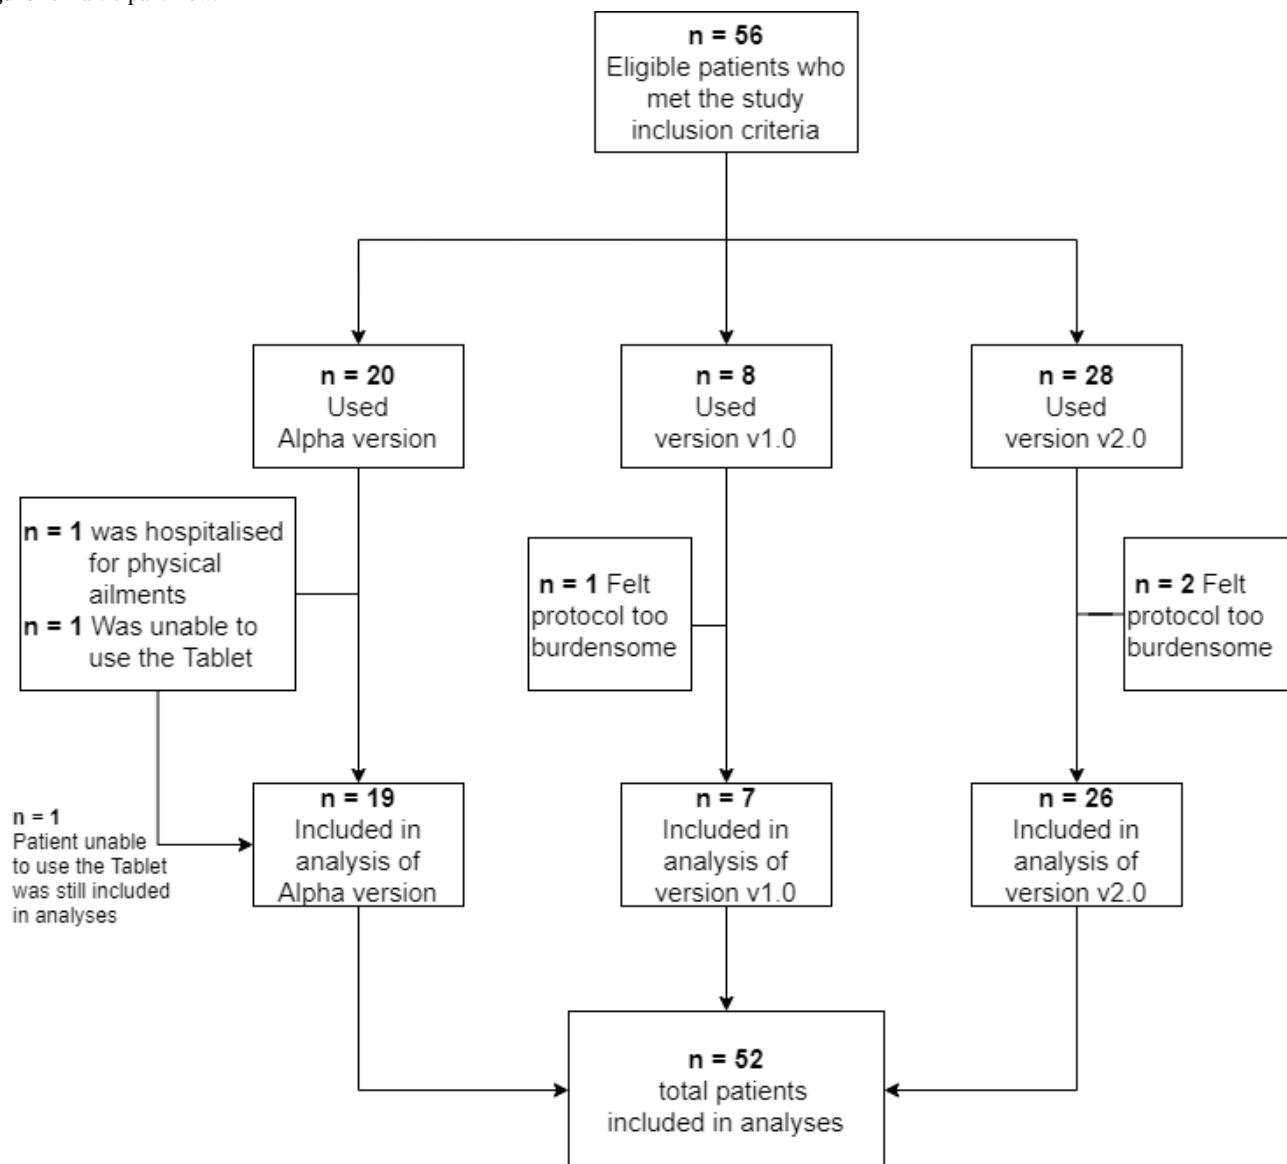 n = 56
Eligible patients who
met the study
inclusion criteria
n = 20
Used
Alpha version
n = 8
Used
version v1.0
n = 28
Used
version v2.0
n = 1 was hospitalised
for physical
ailments
n = 1 Was unable to
use the Tablet
n = 1 Felt
protocol too
burdensome
n = 2 Felt
protocol too
burdensome
n = 1
Patient unable
to use the Tablet
was still included
in analyses
n = 19
Included in
analysis of
Alpha version
n = 7
Included in
analysis of
version v1.0
n = 26
Included in
analysis of
version v2.0
n = 52
total patients
included in analyses